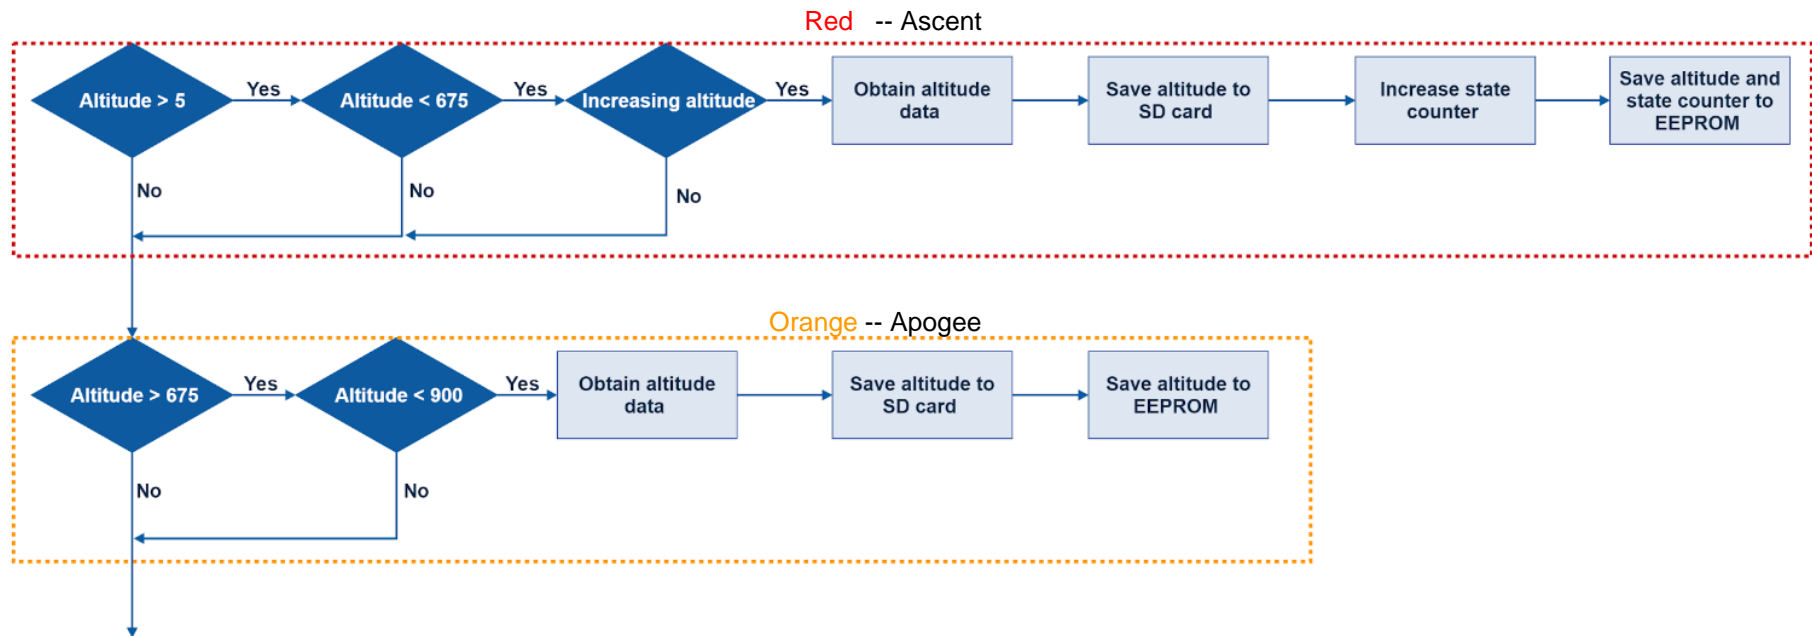 Red -- Ascent
Altitude > 5
Yes
Altitude < 675
Yes
Increasing altitude
Yes
Obtain altitude
data
Save altitude to
SD card
Increase state
counter
Save altitude and
state counter to
EEPROM
No
No
No
Orange -- Apogee
Altitude > 675
Yes
Altitude < 900
Yes
Obtain altitude
data
Save altitude to
SD card
Save altitude to
EEPROM
No
No